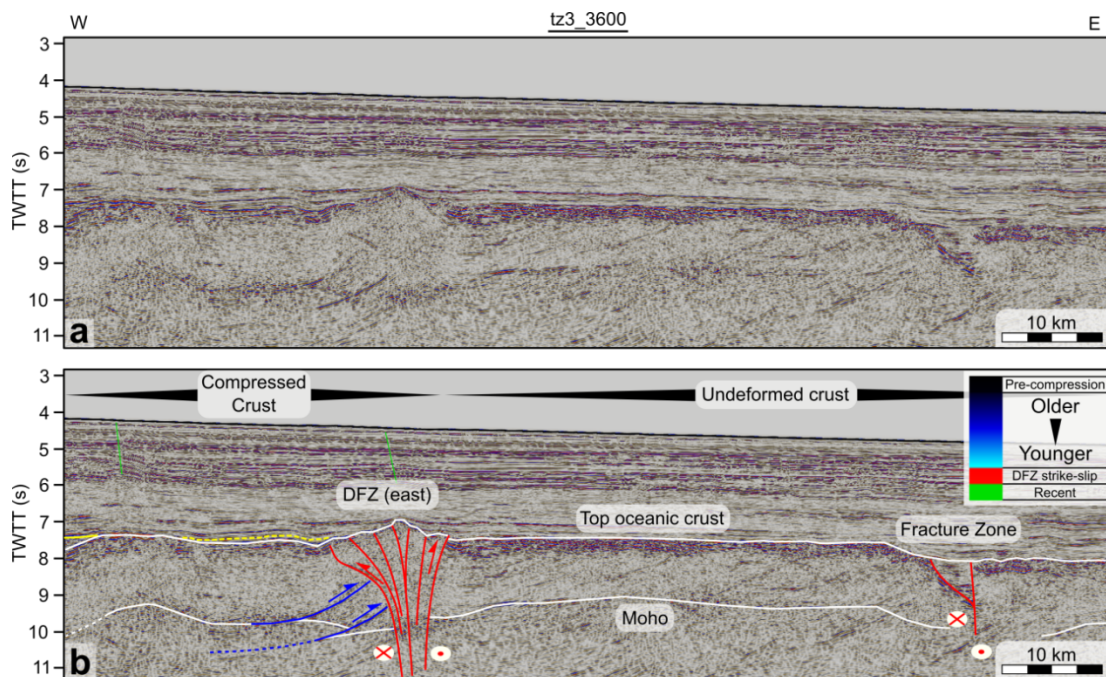 W
tz3_3600
E
TWTT (s)
3
4
5
6
7
8
9
10
11
a
10 km
TWTT (s)
3
4
5
6
7
8
9
10
11
Compressed
Crust
Undeformed crust
Pre-compression
Older
Younger
DFZ strike-slip
Recent
DFZ (east)
Top oceanic crust
Fracture Zone
Moho
b
10 km